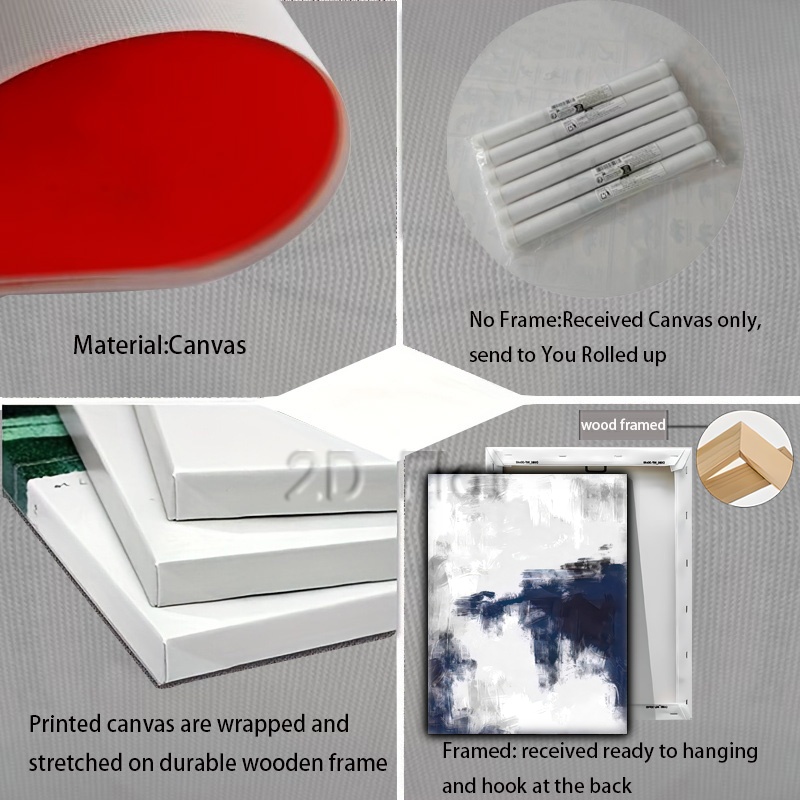 Material:Canvas
No Frame:Received Canvas only,
send to You Rolled up
wood framed
2D
Printed canvas are wrapped and
stretched on durable wooden frame
Framed: received ready to hanging
and hook at the back